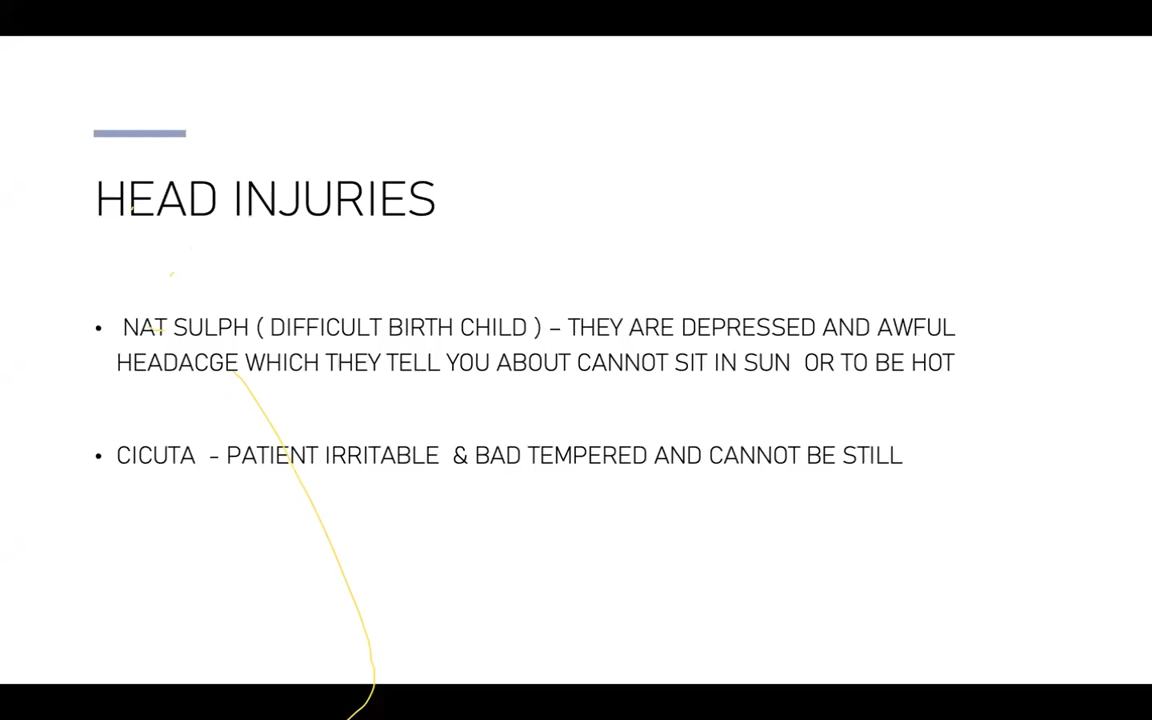 HEAD INJURIES
• NAT SULPH ( DIFFICULT BIRTH CHILD ) – THEY ARE DEPRESSED AND AWFUL
HEADACGE WHICH THEY TELL YOU ABOUT CANNOT SIT IN SUN OR TO BE HOT
• CICUTA - PATIENT IRRITABLE & BAD TEMPERED AND CANNOT BE STILL